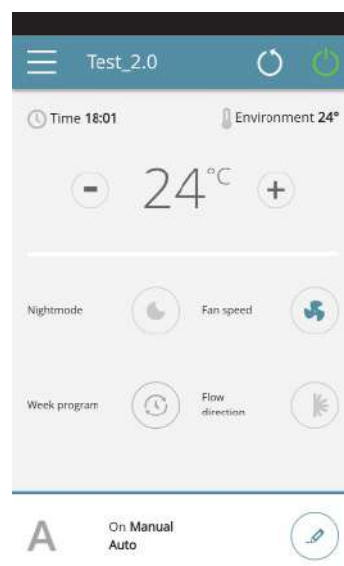 Test_2.0
Time 18:01
Environment 24°
24°C
Nightmode
Fan speed
Week program
Flow
direction
A
On Manual
Auto